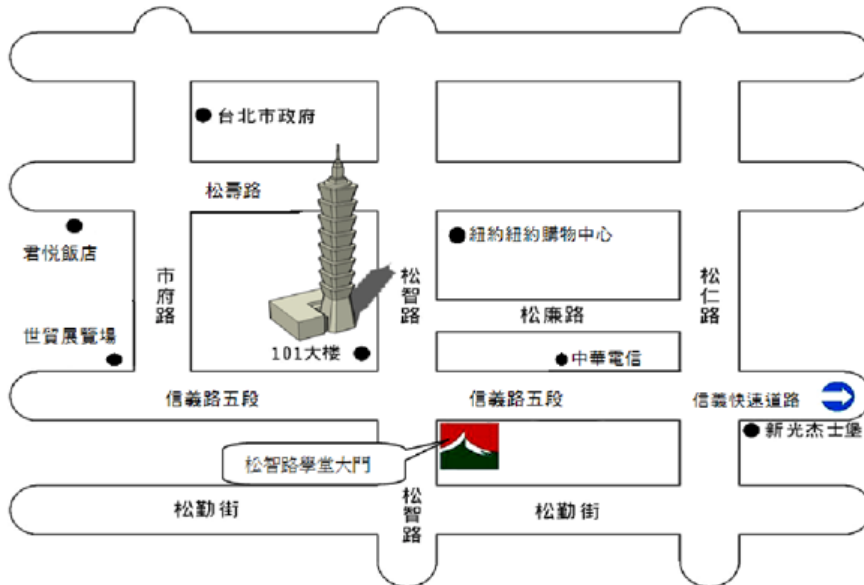 台北市政府
松壽路
君悅飯店
紐約紐約購物中心
市府路
松智路
松仁路
松廉路
世貿展覽場
101大楼
中華電信
信義路五段
信義路五段
信義快速道路
新光杰士堡
松智路學堂大門
松勤街
松智路
松勤街